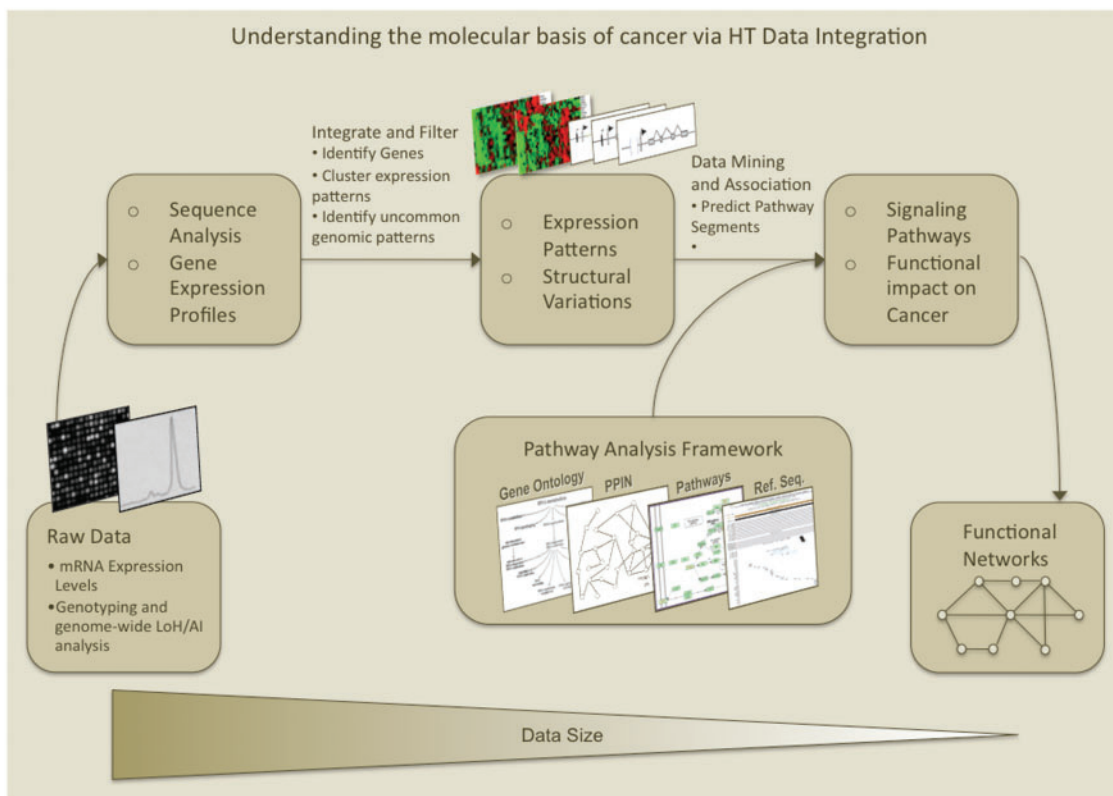 Understanding the molecular basis of cancer via HT Data Integration
Integrate and Filter
• Identify Genes
• Cluster expression
patterns
• Identify uncommon
genomic patterns
Data Mining
and Association
• Predict Pathway
Segments
•
○ Sequence
Analysis
○ Gene
Expression
Profiles
○ Expression
Patterns
○ Structural
Variations
○ Signaling
Pathways
○ Functional
impact on
Cancer
Pathway Analysis Framework
Gene Ontology
PPIN
Pathways
Ref. Seq.
Raw Data
• mRNA Expression
Levels
•Genotyping and
genome-wide LoH/AI
analysis
Functional
Networks
Data Size